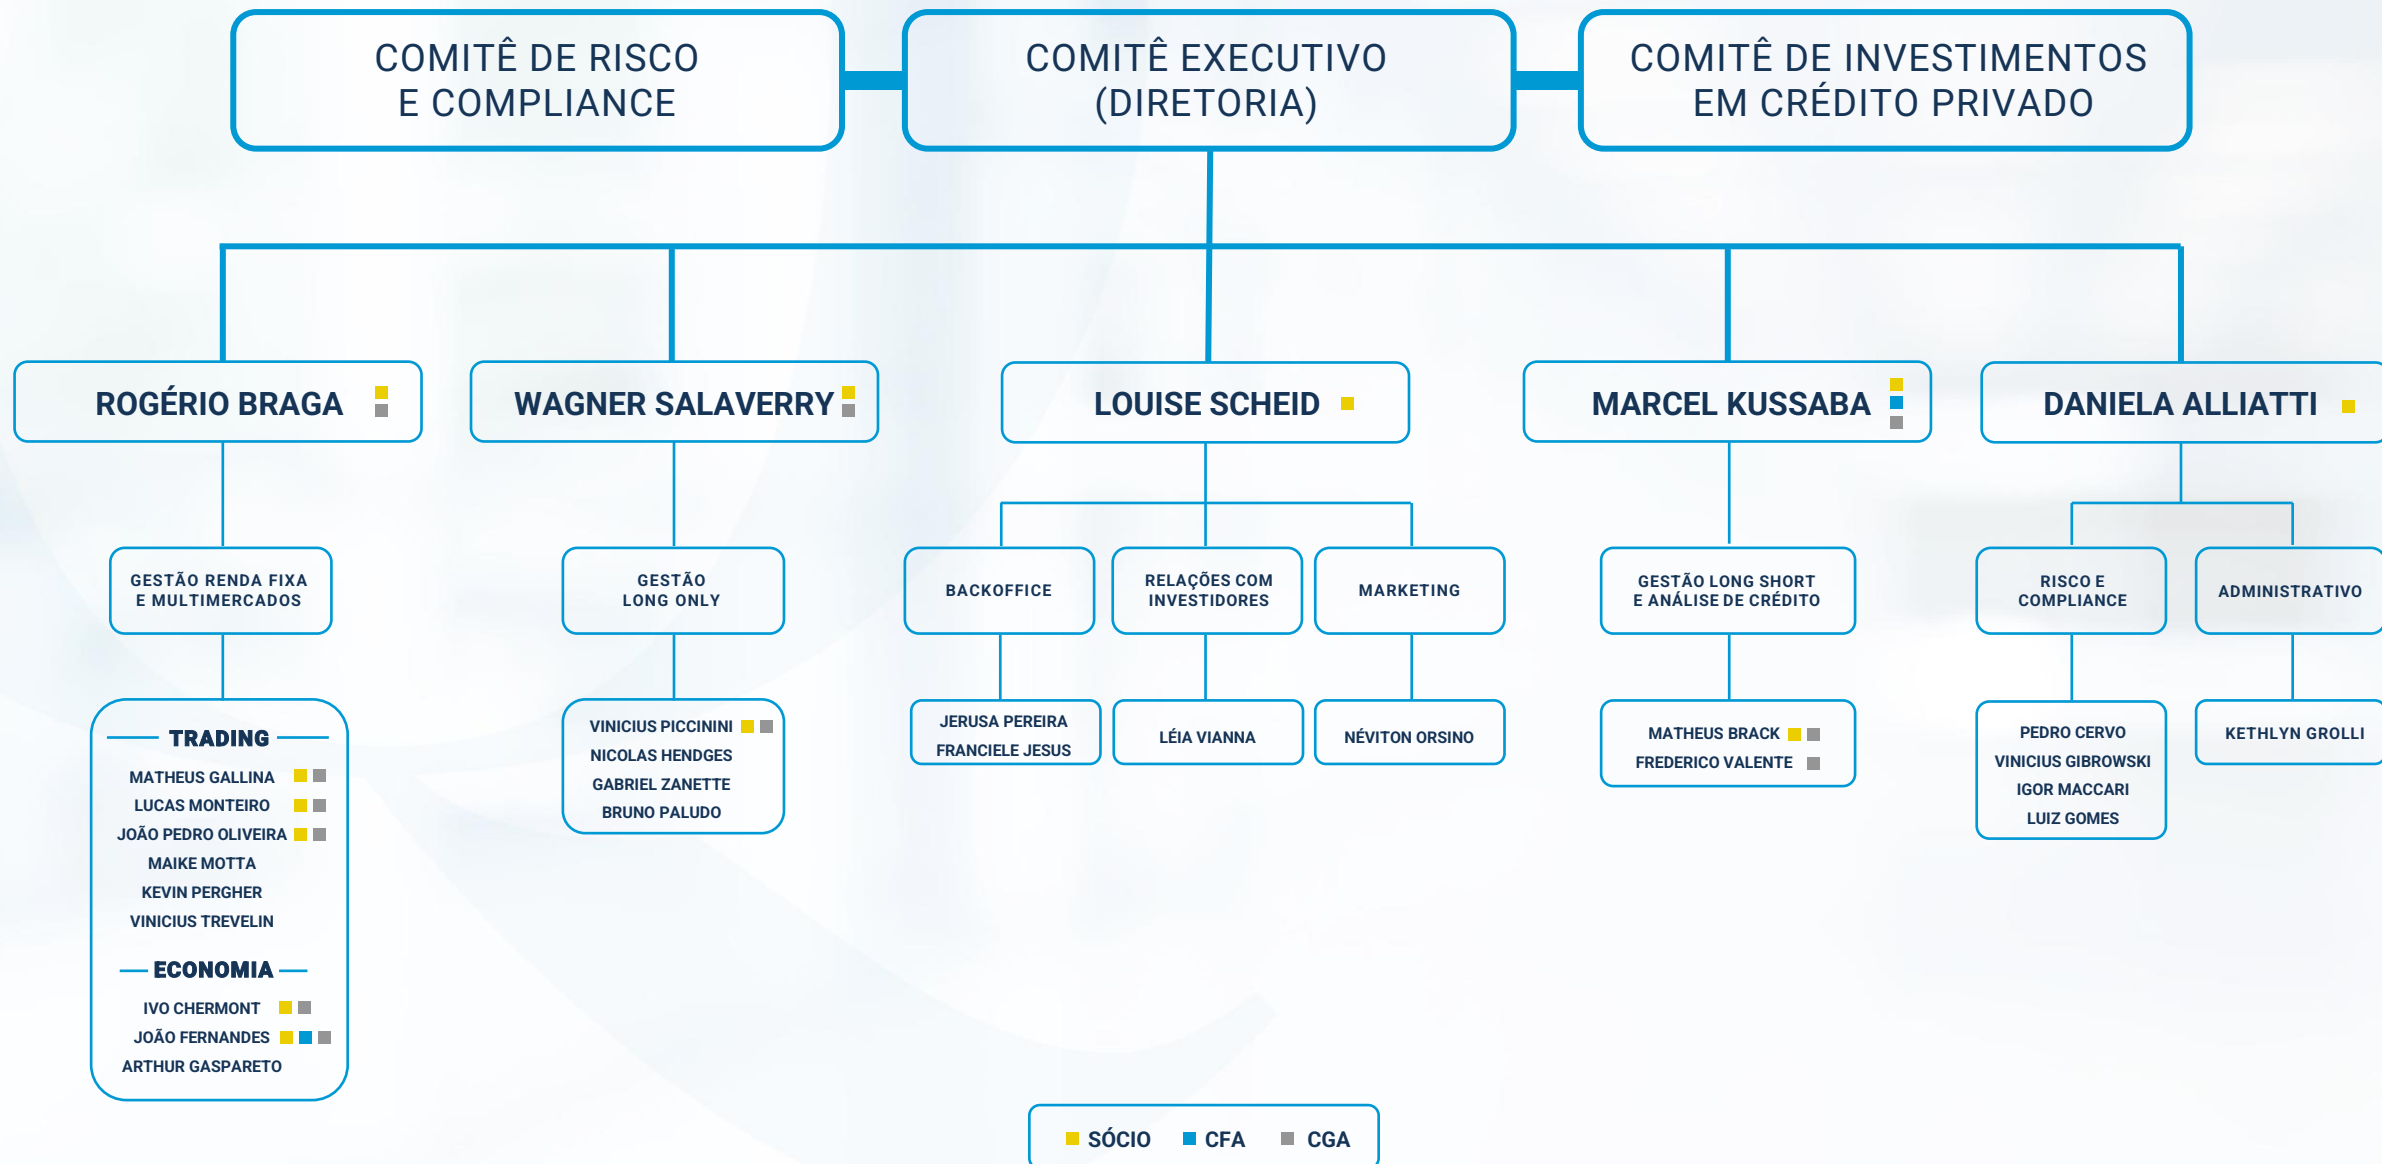 COMITÊ DE RISCO
E COMPLIANCE
COMITÊ EXECUTIVO
(DIRETORIA)
COMITÊ DE INVESTIMENTOS
EM CRÉDITO PRIVADO
ROGÉRIO BRAGA
WAGNER SALAVERRY
LOUISE SCHEID
MARCEL KUSSABA
DANIELA ALLIATTI
GESTÃO RENDA FIXA
E MULTIMERCADOS
GESTÃO
LONG ONLY
BACKOFFICE
RELAÇÕES COM
INVESTIDORES
MARKETING
GESTÃO LONG SHORT
E ANÁLISE DE CRÉDITO
RISCO E
COMPLIANCE
ADMINISTRATIVO
TRADING
MATHEUS GALLINA
LUCAS MONTEIRO
JOÃO PEDRO OLIVEIRA
MAIKE MOTTA
KEVIN PERGHER
VINICIUS TREVELIN
ECONOMIA
IVO CHERMONT
JOÃO FERNANDES
ARTHUR GASPARETO
VINICIUS PICCININI
NICOLAS HENDGES
GABRIEL ZANETTE
BRUNO PALUDO
JERUSA PEREIRA
FRANCIELE JESUS
LÉIA VIANNA
NÉVITON ORSINO
MATHEUS BRACK
FREDERICO VALENTE
PEDRO CERVO
VINICIUS GIBROWSKI
IGOR MACCARI
LUIZ GOMES
KETHLYN GROLLI
SÓCIO CFA CGA